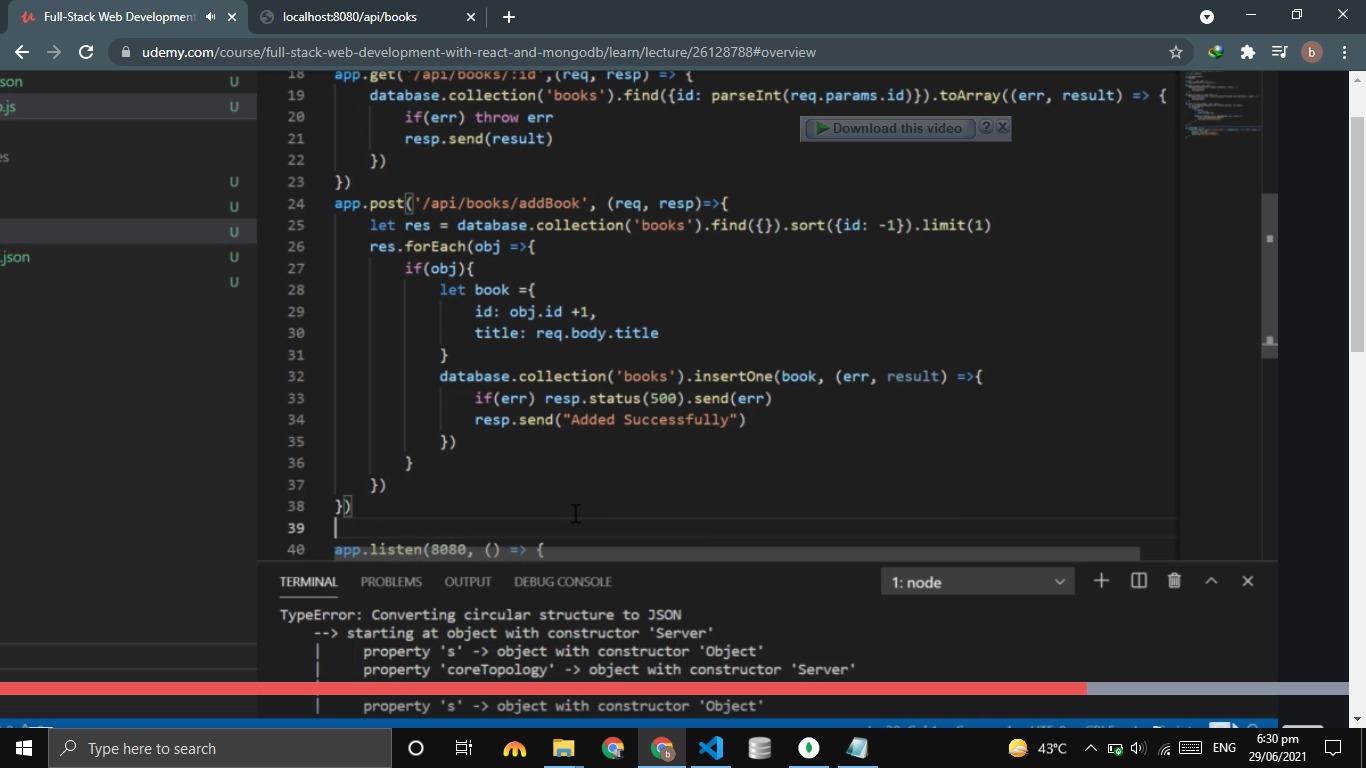 Full-Stack Web Development
localhost:8080/api/books
udemy.com/course/full-stack-web-development-with-react-and-mongodb/learn/lecture/26128788#overview
b
son U
.js U
es
U
U
U
.json U
U
18 app.get('/api/books/:id',(req, resp) => {
19 database.collection('books').find({id: parseInt(req.params.id)}).toArray((err, result) => {
20 if(err) throw err
Download this video ? X
21 resp.send(result)
22 })
23 })
24 app.post('/api/books/addBook', (req, resp)=>{
25 let res = database.collection('books').find({}).sort({id: -1}).limit(1)
26 res.forEach(obj =>{
27 if(obj){
28 let book ={
29 id: obj.id +1,
30 title: req.body.title
31 }
32 database.collection('books').insertOne(book, (err, result) =>{
33 if(err) resp.status(500).send(err)
34 resp.send("Added Successfully")
35 })
36 }
37 })
38 })
39
40 app.listen(8080, () => {
TERMINAL PROBLEMS OUTPUT DEBUG CONSOLE 1: node
TypeError: Converting circular structure to JSON
--> starting at object with constructor 'Server'
| property 's' -> object with constructor 'Object'
| property 'coreTopology' -> object with constructor 'Server'
| property 's' -> object with constructor 'Object'
Type here to search
43°C
ENG
6:30 pm
29/06/2021